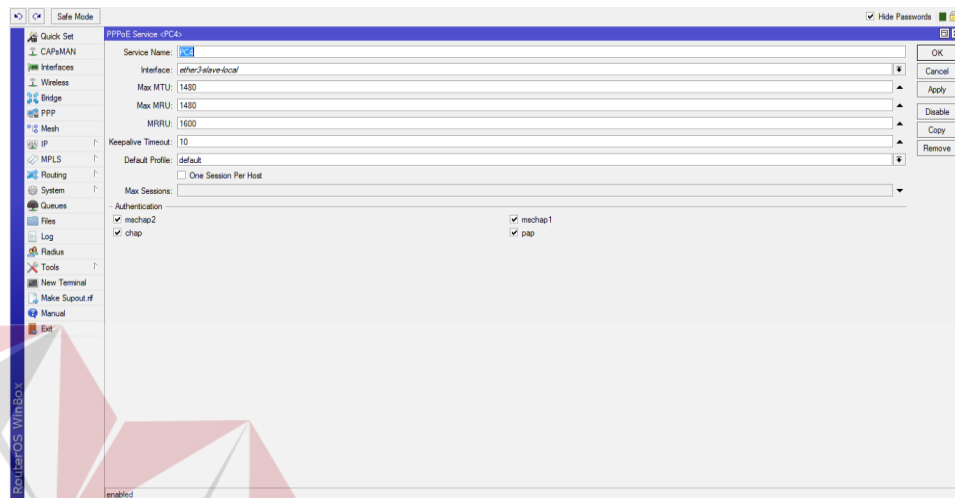 Safe Mode
Hide Passwords
Quick Set
CAPsMAN
Interfaces
Wireless
Bridge
PPP
Mesh
IP
MPLS
Routing
System
Queues
Files
Log
Radius
Tools
New Terminal
Make Supout.rif
Manual
Exit
RouterOS WinBox
PPPoE Service <PC4>
Service Name: PC4
Interface: ether3-slave-local
Max MTU: 1480
Max MRU: 1480
MRRU: 1600
Keepalive Timeout: 10
Default Profile: default
One Session Per Host
Max Sessions:
Authentication
mschap2 mschap1
chap pap
OK
Cancel
Apply
Disable
Copy
Remove
enabled